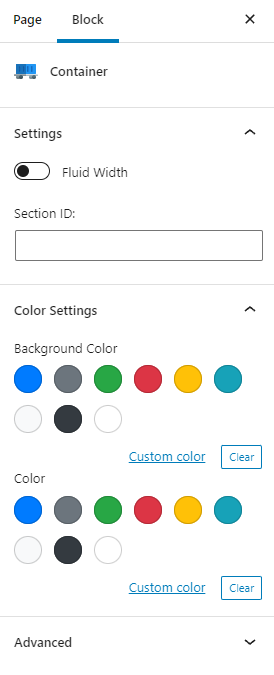 Page Block
Container
Settings
Fluid Width
Section ID:
Color Settings
Background Color
Custom color Clear
Color
Custom color Clear
Advanced